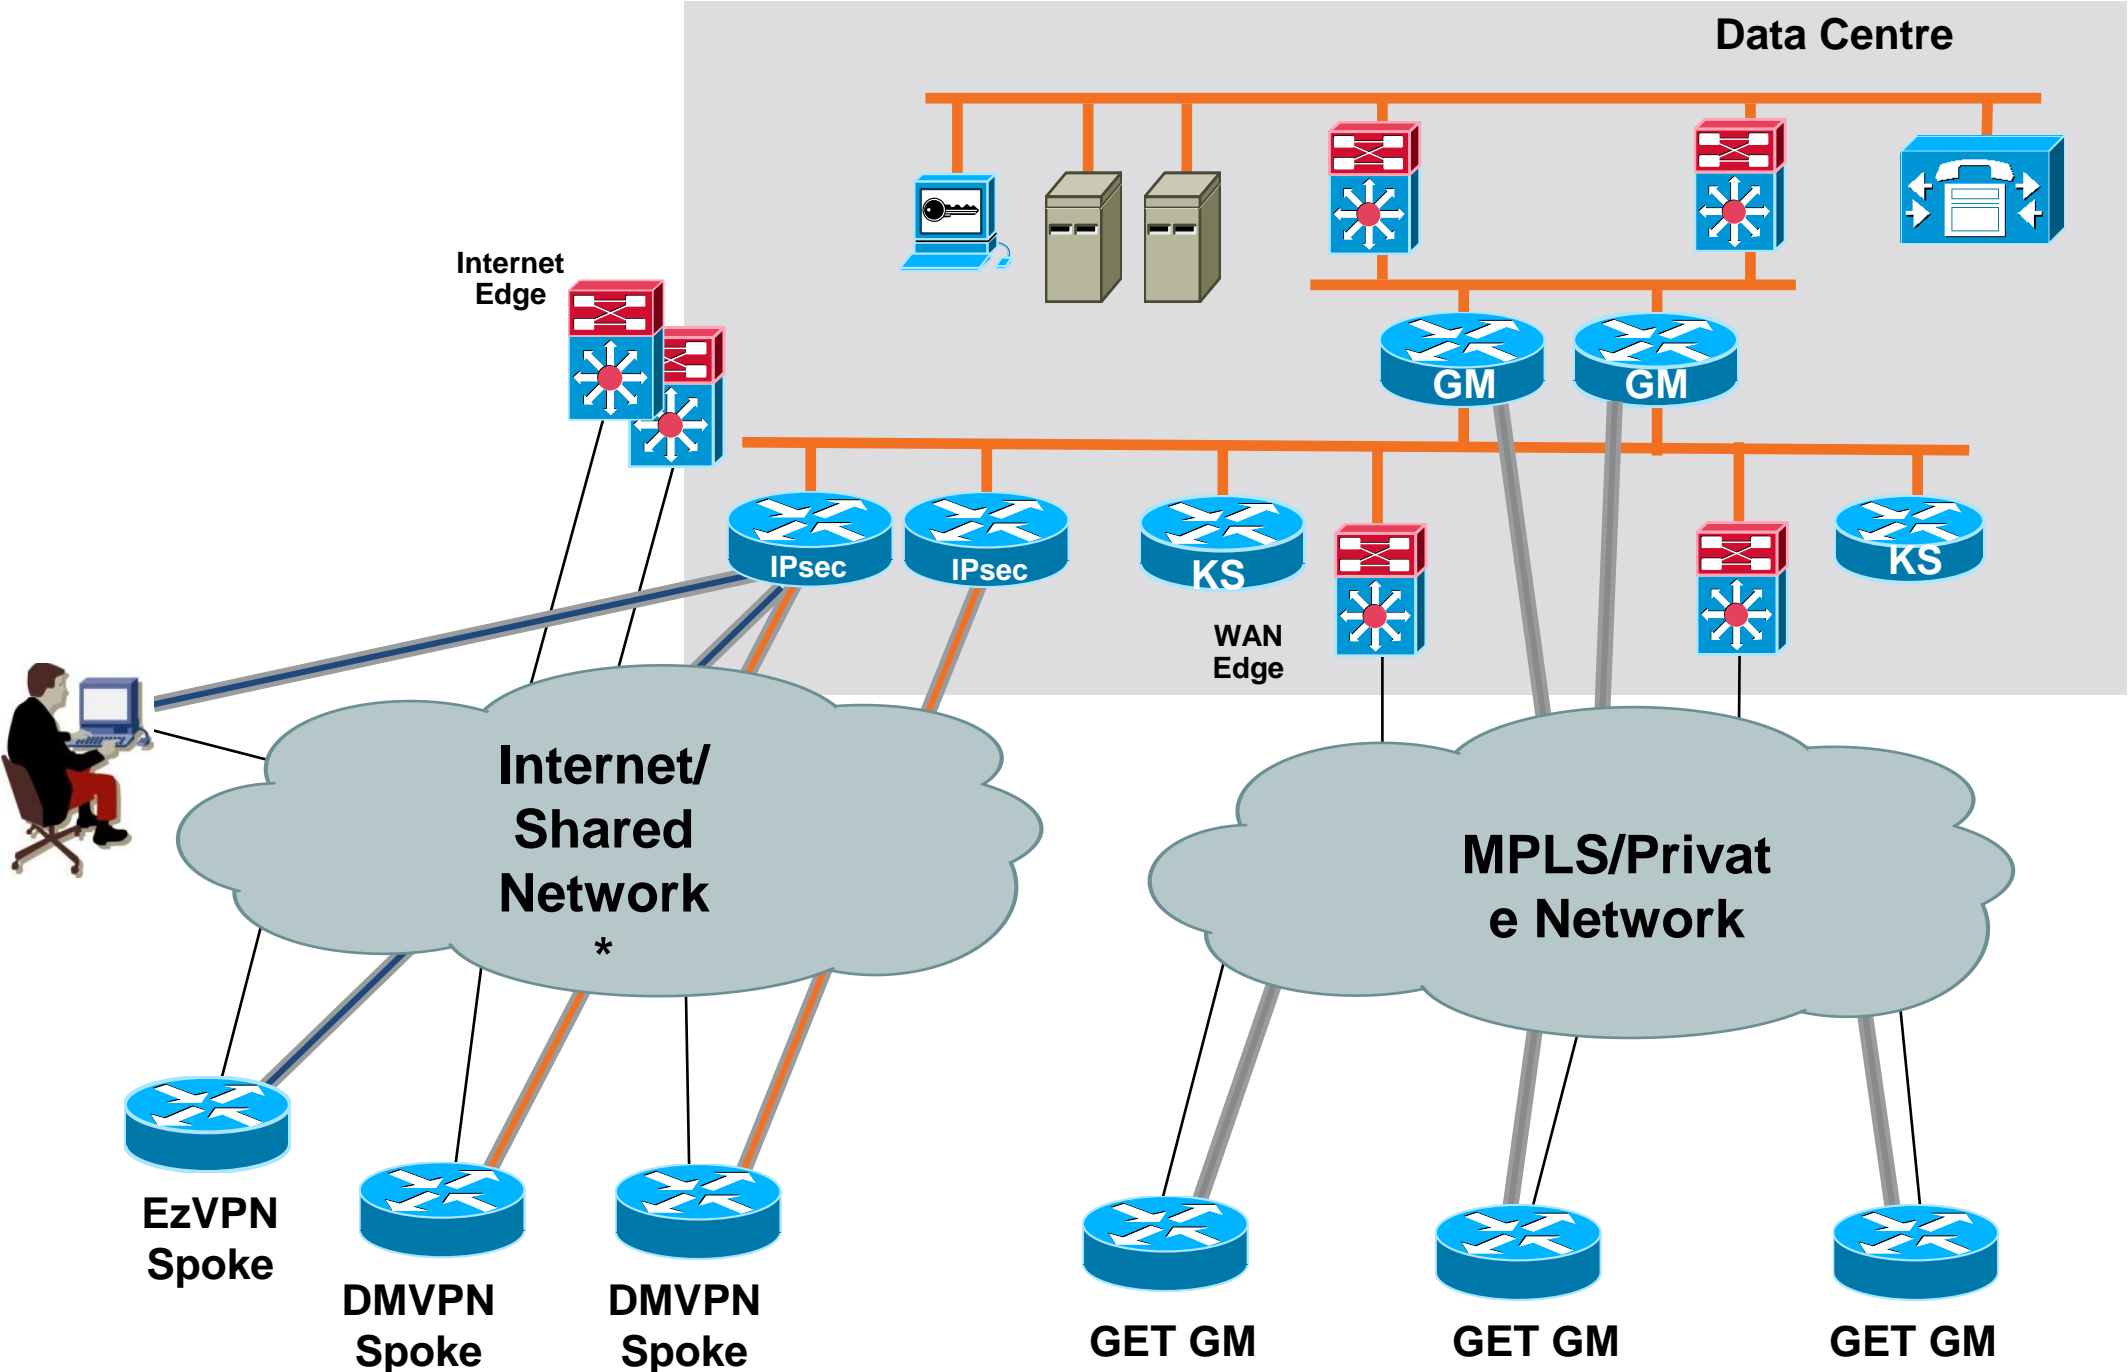 Data Centre
Internet
Edge
GM
GM
IPsec
IPsec
KS
KS
WAN
Edge
Internet/
Shared
Network
*
MPLS/Privat
e Network
EzVPN
Spoke
DMVPN
Spoke
DMVPN
Spoke
GET GM
GET GM
GET GM